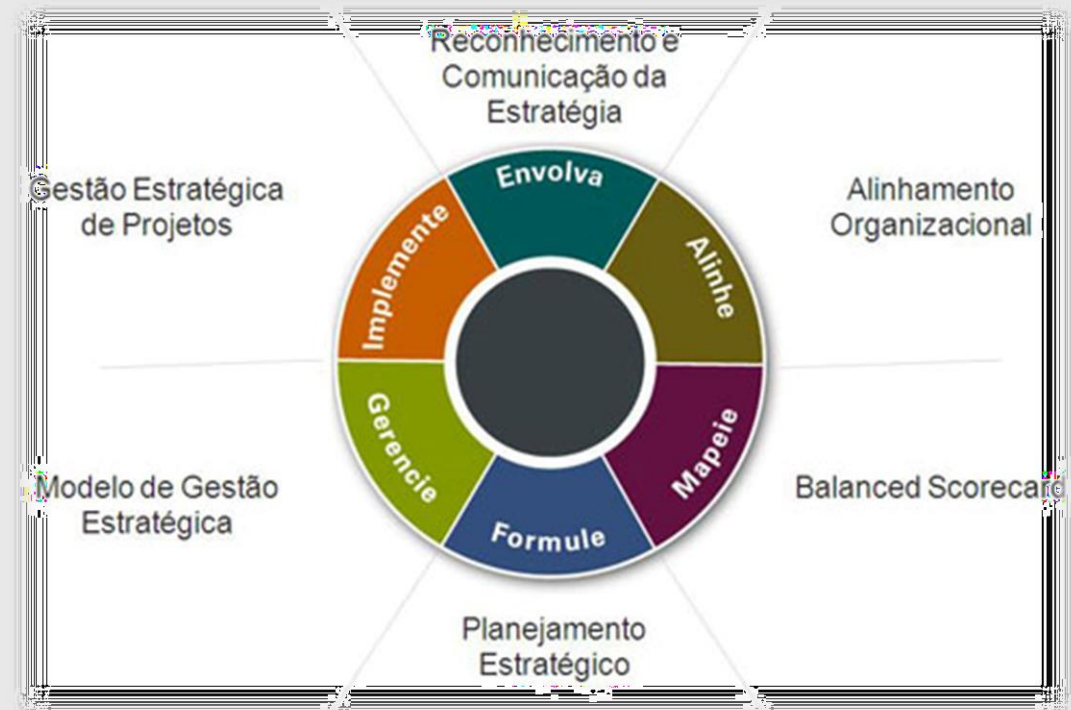 Reconhecimento e
Comunicação da
Estratégia
Envolva
Gestão Estratégica
de Projetos
Implemente
Alinhe
Alinhamento
Organizacional
Gerencie
Mapeie
Modelo de Gestão
Estratégica
Balanced Scorecard
Formule
Planejamento
Estratégico